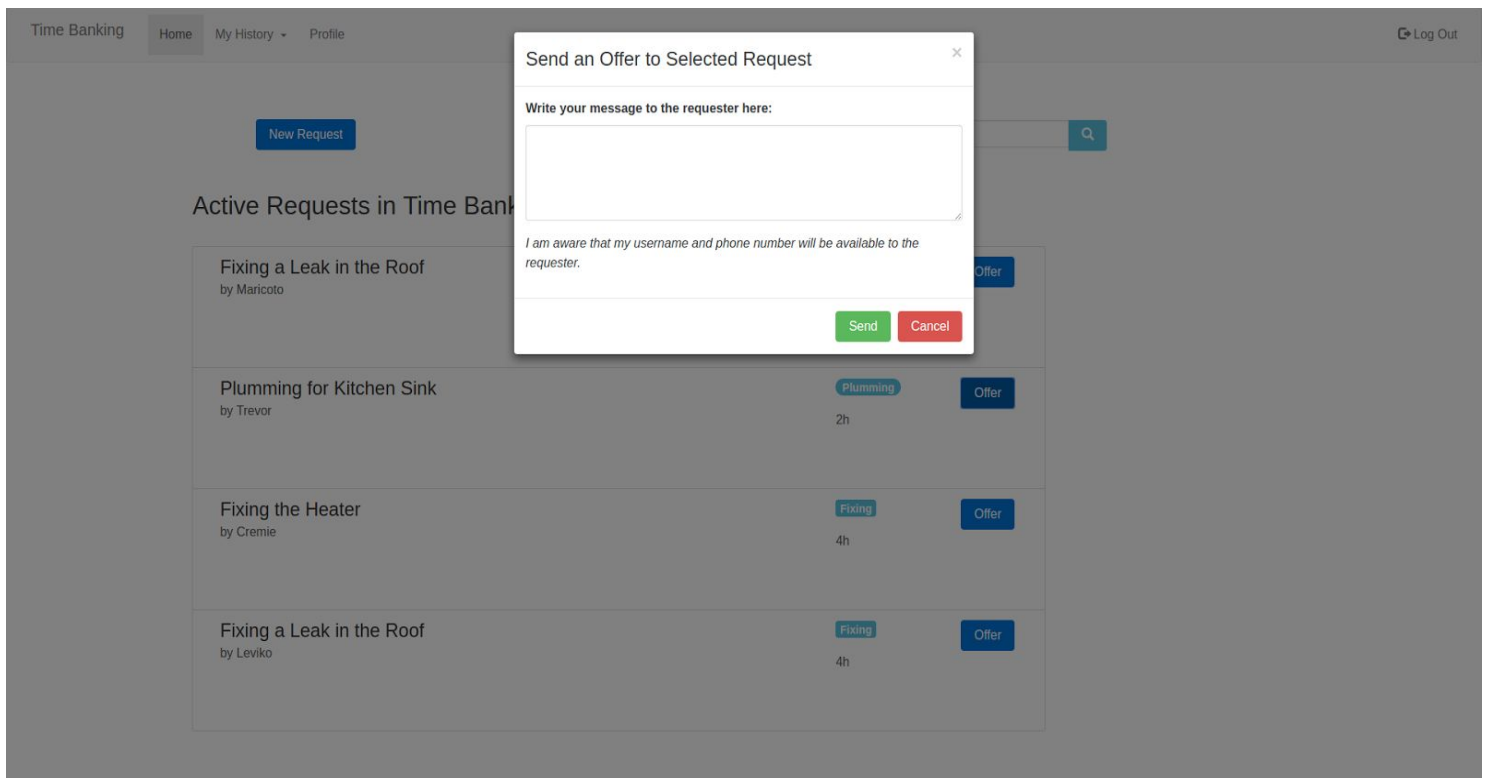 Time Banking Home My History Profile Log Out
Send an Offer to Selected Request ×
Write your message to the requester here:
New Request
Active Requests in Time Bank
I am aware that my username and phone number will be available to the
requester.
Send Cancel
Fixing a Leak in the Roof
by Maricoto
Offer
Plumming for Kitchen Sink
by Trevor
Plumming
2h
Offer
Fixing the Heater
by Cremie
Fixing
4h
Offer
Fixing a Leak in the Roof
by Leviko
Fixing
4h
Offer